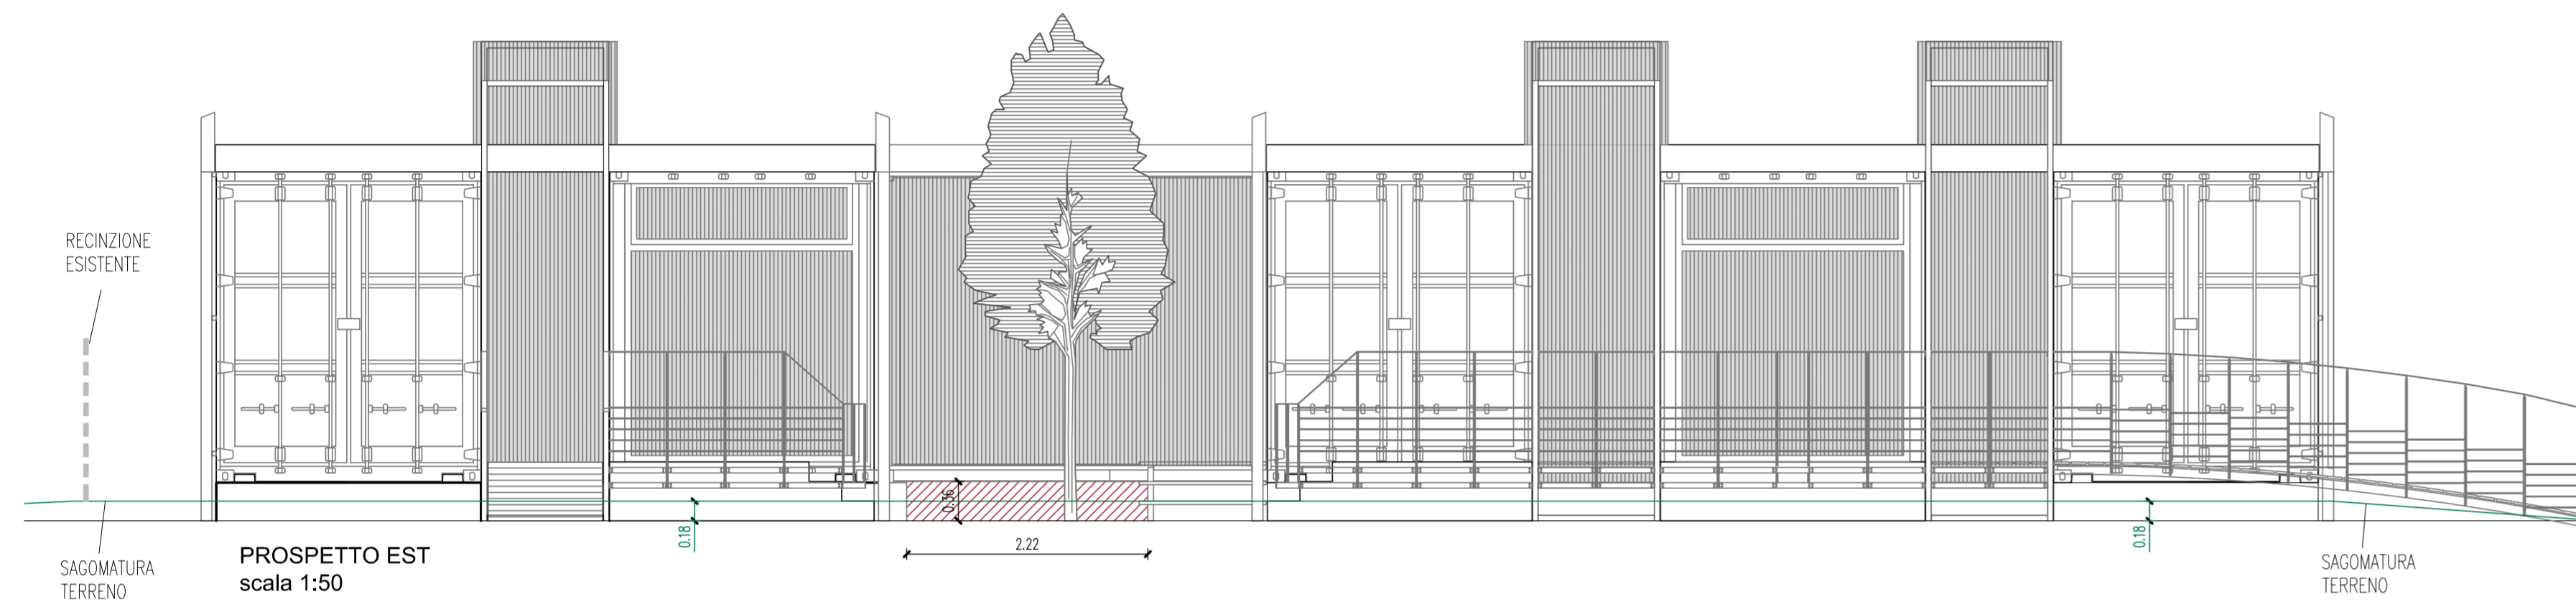 RECINZIONE
ESISTENTE
0.36
0.18
2.22
0.18
PROSPETTO EST
scala 1:50
SAGOMATURA
TERRENO
SAGOMATURA
TERRENO